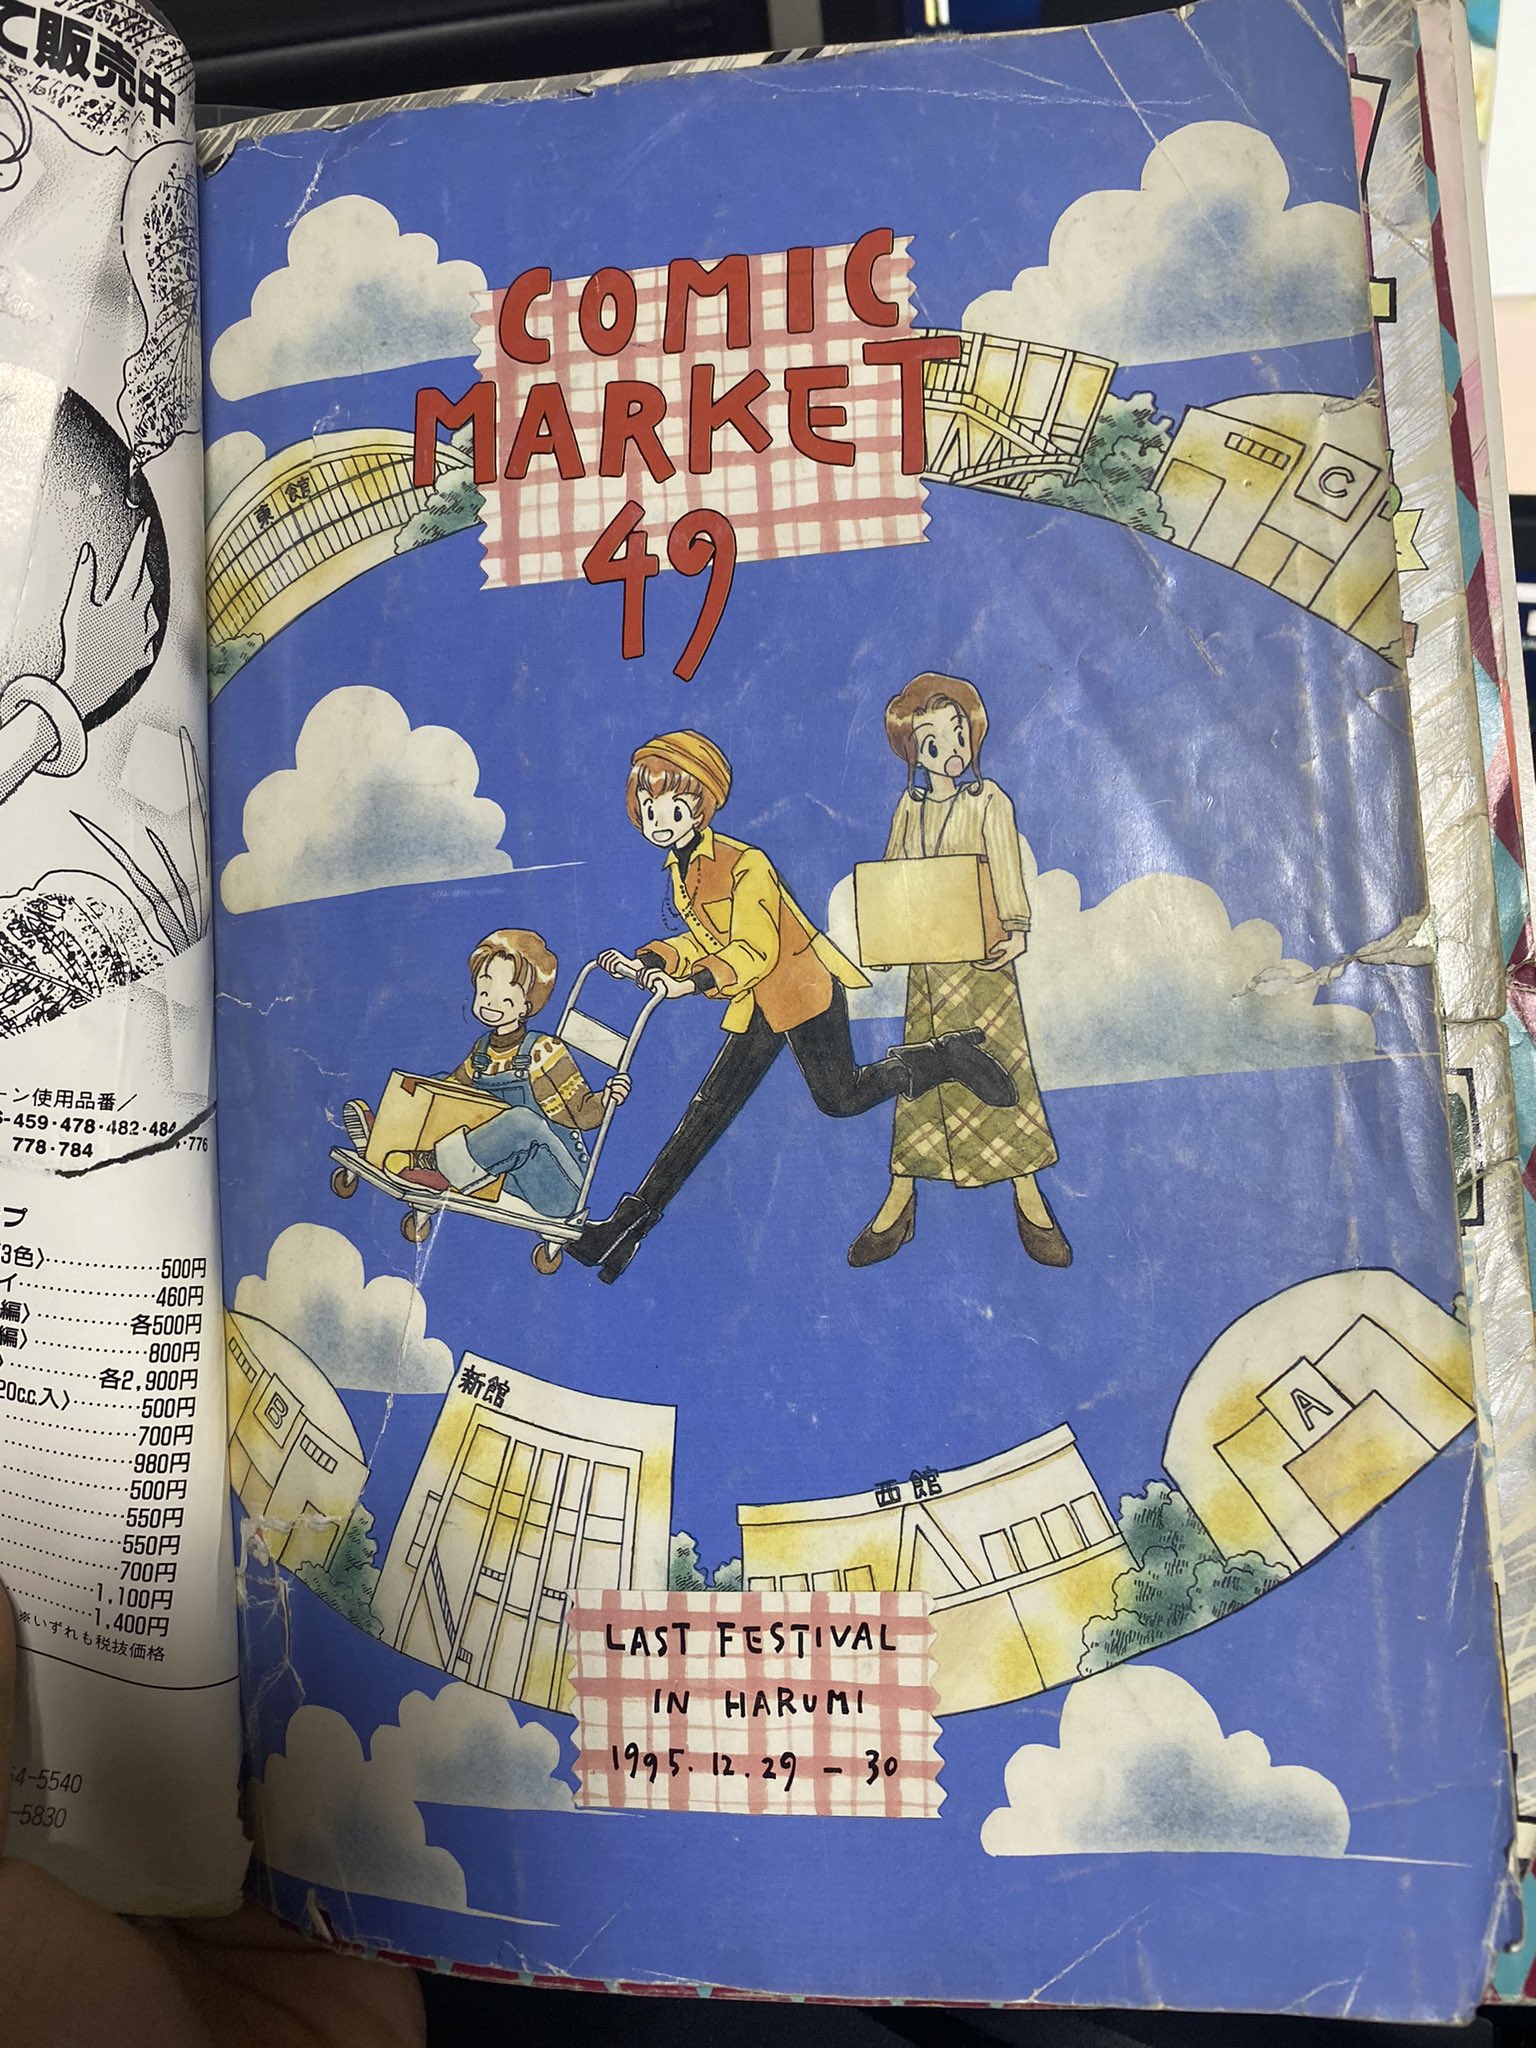 て販売中
ーン使用品番/
-459・478・482・484
・776
778・784
3色〉……500円
イ……460円
編〉……各500円
編〉……800円
〉……各2,900円
20c.c.入〉……500円
……700円
……980円
……500円
……550円
……550円
……700円
……1,100円
……1,400円
※いずれも税抜価格
54-5540
-5830
COMIC
MARKET
49
東館
C
B
新館
西館
A
LAST FESTIVAL
IN HARUMI
1995.12.29-30